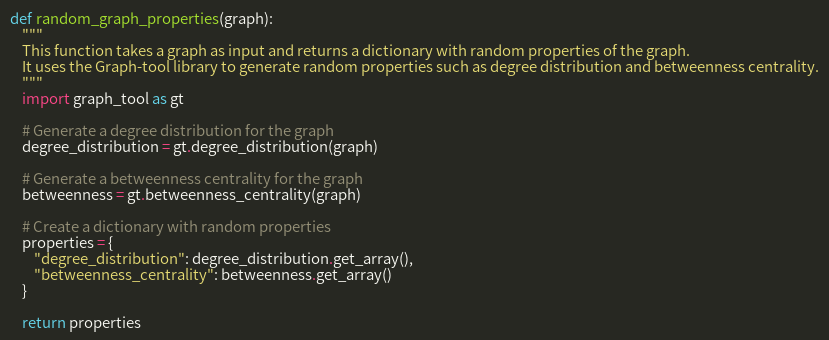 def random_graph_properties(graph):
    """
    This function takes a graph as input and returns a dictionary with random properties of the graph.
    It uses the Graph-tool library to generate random properties such as degree distribution and betweenness centrality.
    """
    import graph_tool as gt

    # Generate a degree distribution for the graph
    degree_distribution = gt.degree_distribution(graph)

    # Generate a betweenness centrality for the graph
    betweenness = gt.betweenness_centrality(graph)

    # Create a dictionary with random properties
    properties = {
        "degree_distribution": degree_distribution.get_array(),
        "betweenness_centrality": betweenness.get_array()
    }

    return properties